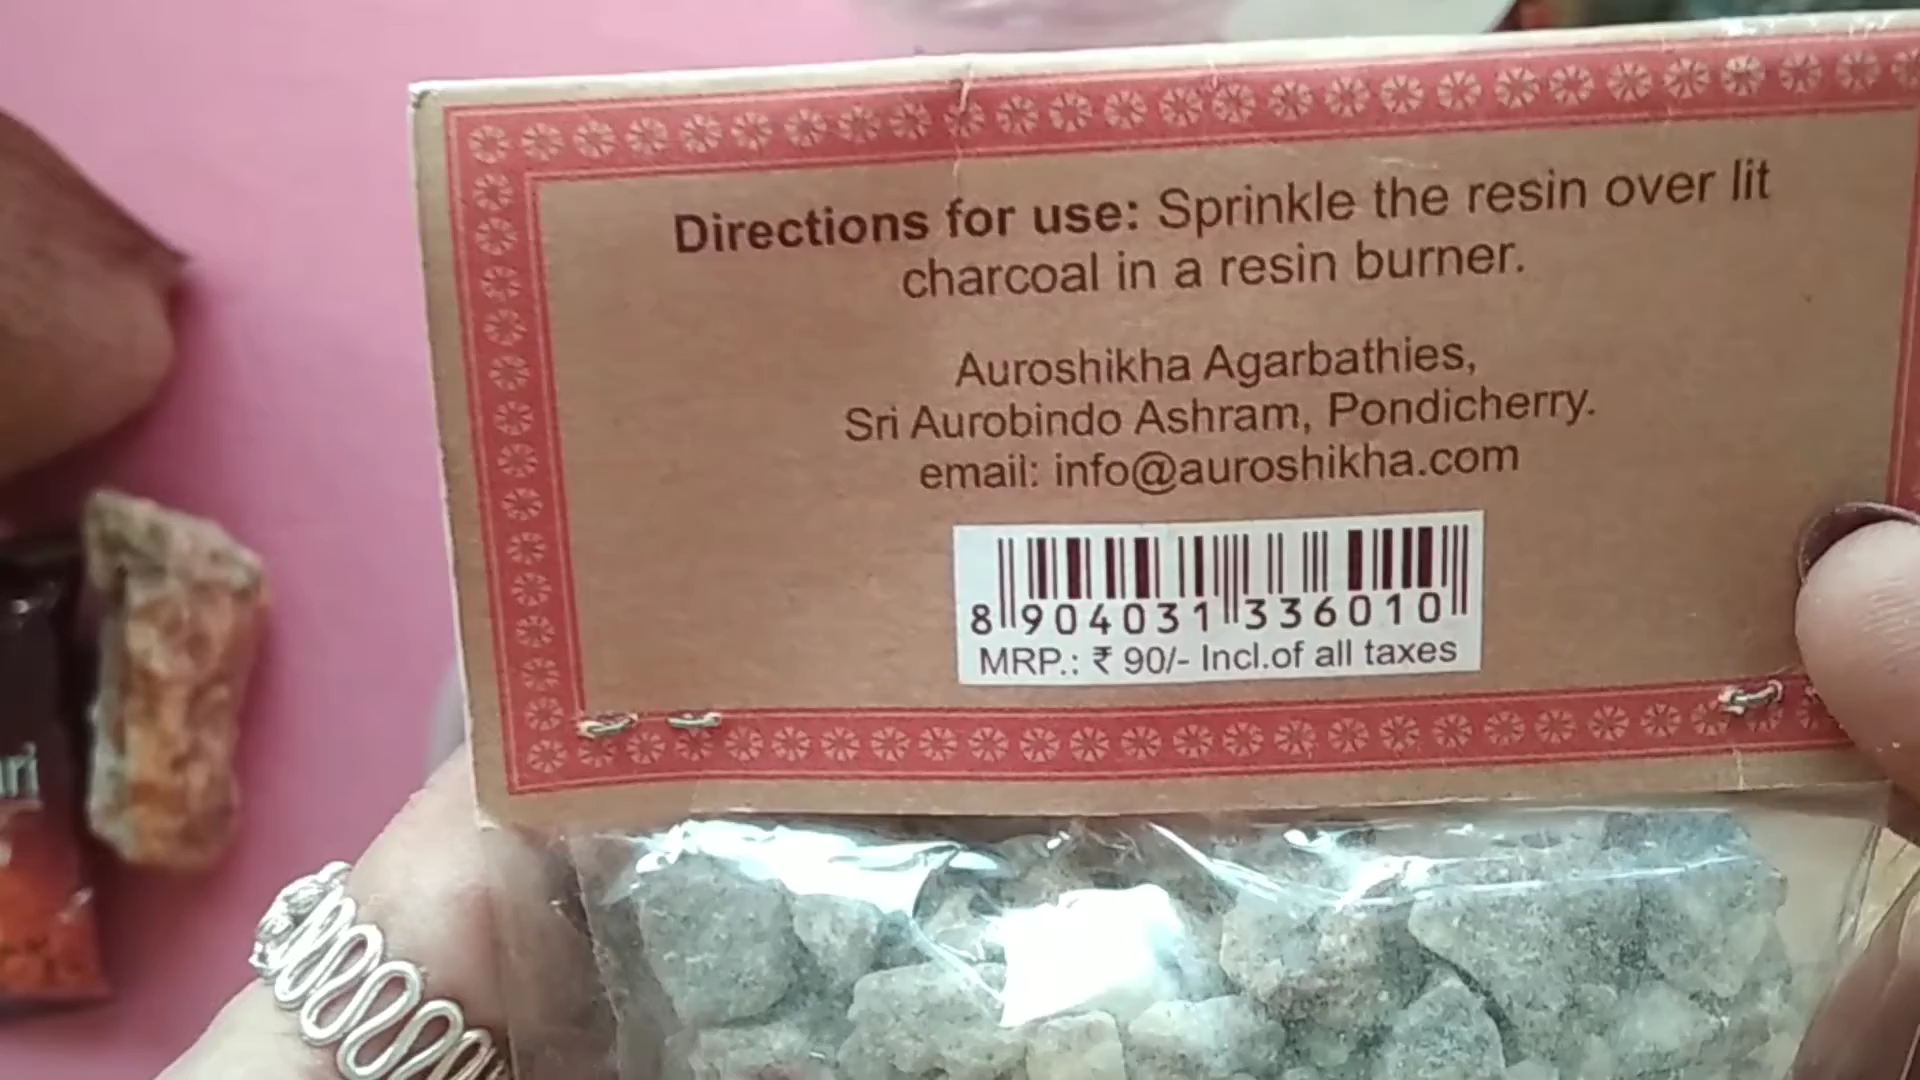 Directions for use: Sprinkle the resin over lit
charcoal in a resin burner.
Auroshikha Agarbathies,
Sri Aurobindo Ashram, Pondicherry.
email: info@auroshikha.com
8 904031 336010
MRP.: ₹ 90/- Incl.of all taxes